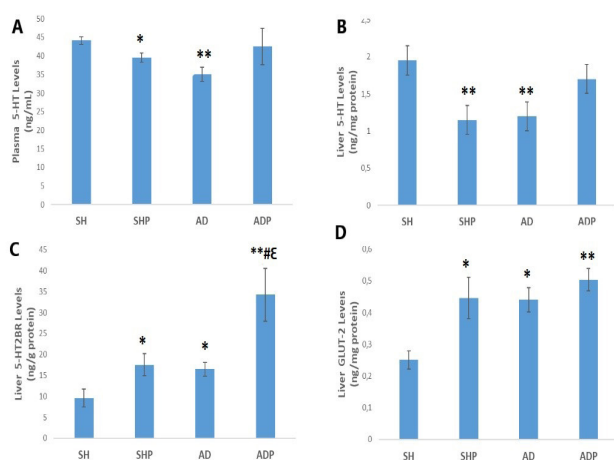 A
Plasma 5-HT Levels
(ng/mL)
50
45
40
35
30
25
20
15
10
5
0
*
**
SH SHP AD ADP
B
Liver 5-HT Levels
(ng/mg protein)
2,5
2
1,5
1
0,5
0
** **
SH SHP AD ADP
C
Liver 5-HT2BR Levels
(ng/g protein)
45
40
35
30
25
20
15
10
5
0
*
*
**#Ɛ
SH SHP AD ADP
D
Liver GLUT-2 Levels
(ng/mg protein)
0,6
0,5
0,4
0,3
0,2
0,1
0
*
*
**
SH SHP AD ADP